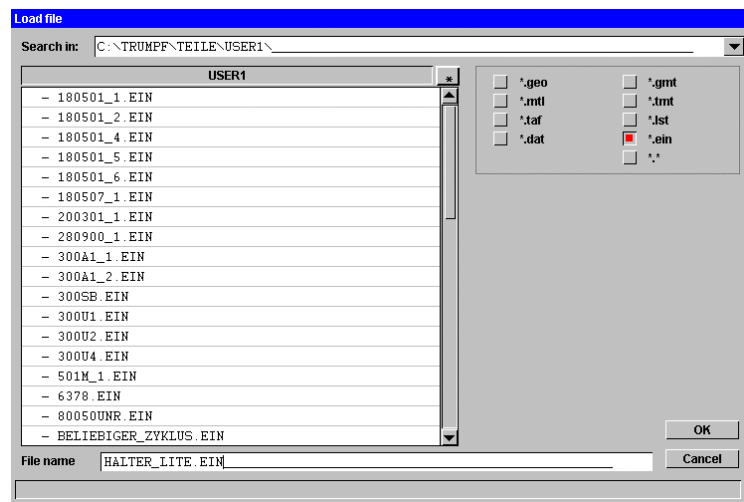 Load file
Search in: C:\TRUMPF\TEILE\USER1\
USER1 *
- 180501_1.EIN
- 180501_2.EIN
- 180501_4.EIN
- 180501_5.EIN
- 180501_6.EIN
- 180507_1.EIN
- 200301_1.EIN
- 280900_1.EIN
- 300A1_1.EIN
- 300A1_2.EIN
- 300SB.EIN
- 300U1.EIN
- 300U2.EIN
- 300U4.EIN
- 501M_1.EIN
- 6378.EIN
- 80050UNR.EIN
- BELIEBIGER_ZYKLUS.EIN
*.geo *.gmt
*.mtl *.tmt
*.taf *.lst
*.dat *.ein
*.*
OK
File name HALTER_LITE.EIN
Cancel